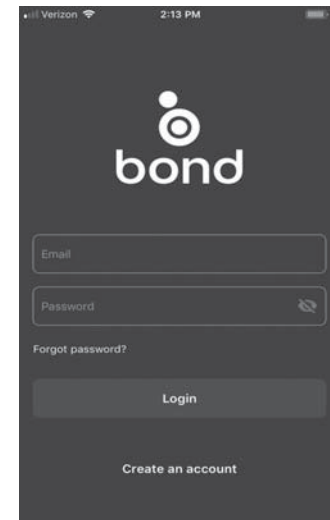 Verizon 2:13 PM
bond
Email
Password
Forgot password?
Login
Create an account